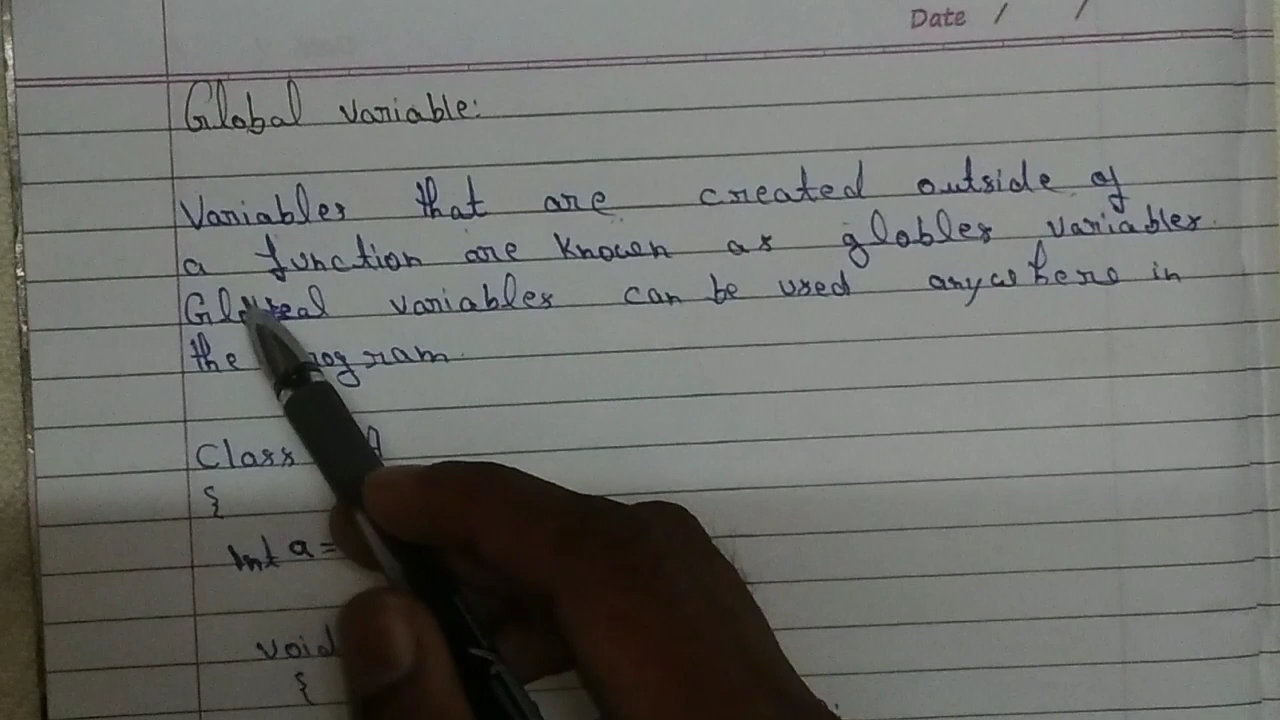 Date / /
Global variable:
Variables that are created outside of
a function are known as globles variables.
variables can be used anywhere in
the
Class A
{
int a =
void
{